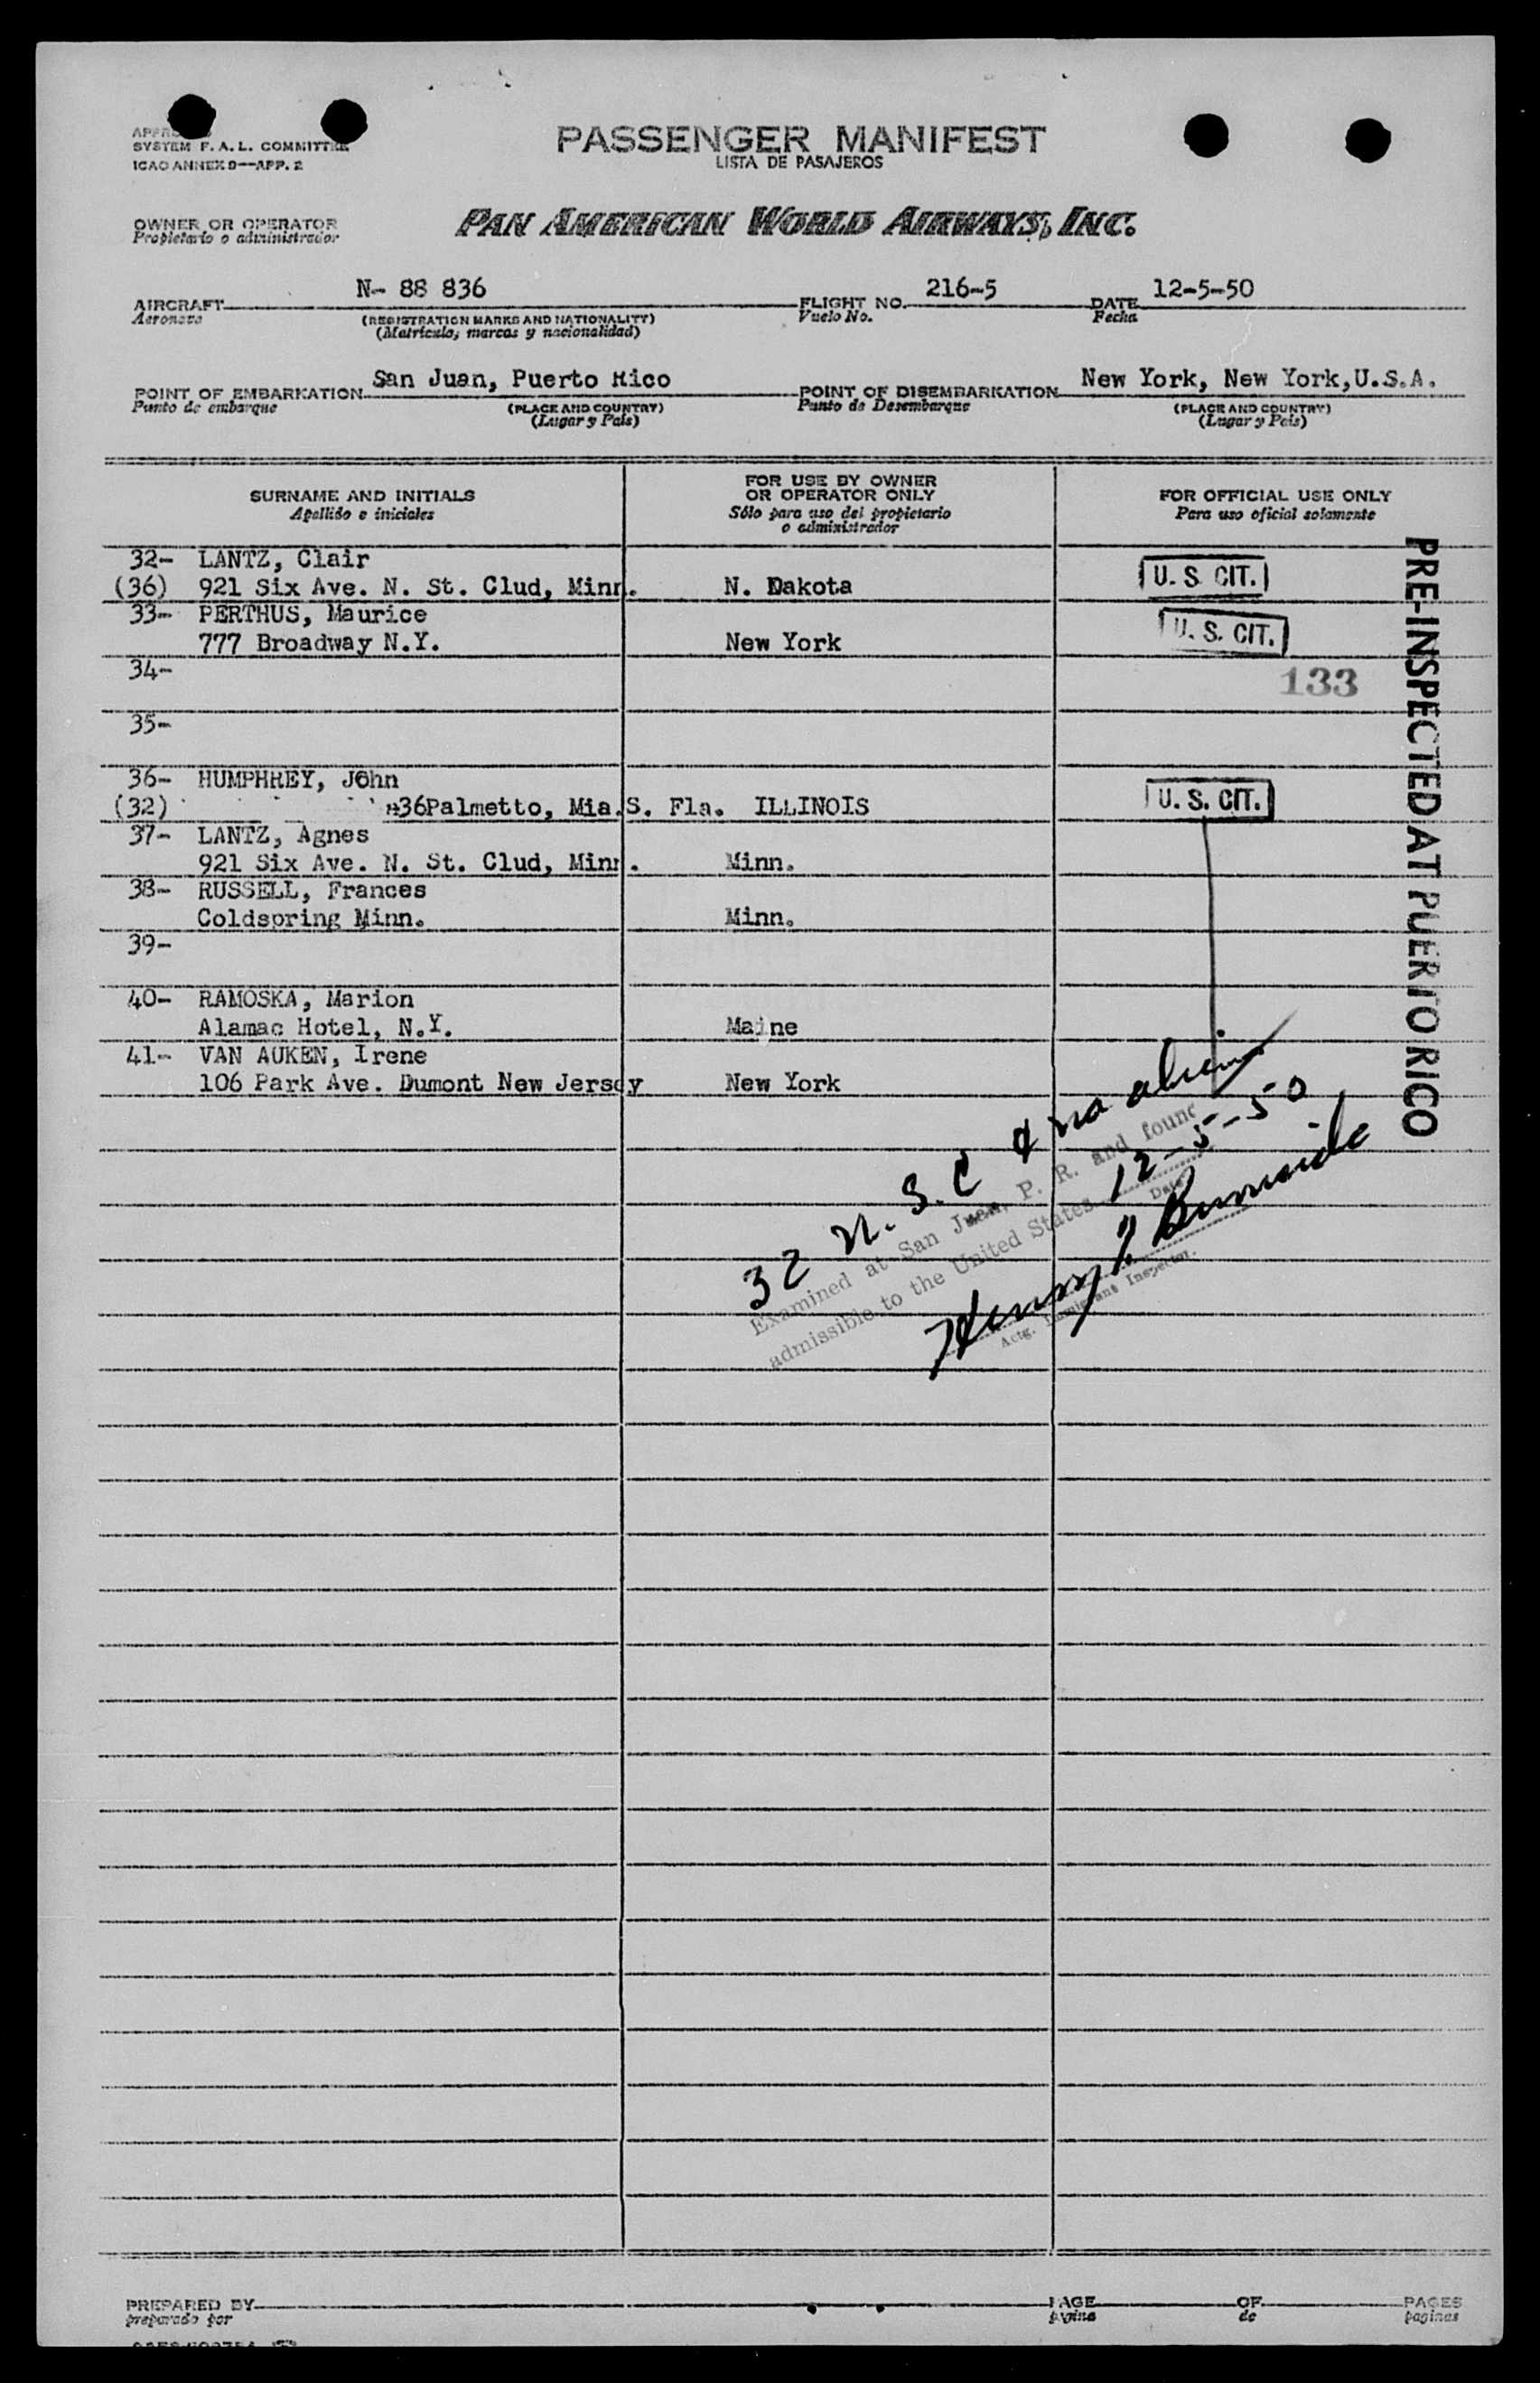 SYSTEM F. A. L. COMMITTEE
ICAO ANNEX 9—APP. 2
PASSENGER MANIFEST
LISTA DE PASAJEROS
OWNER OR OPERATOR
Propietario o administrador
PAN AMERICAN WORLD AIRWAYS, INC.
AIRCRAFT N- 88 836 FLIGHT NO. 216-5 DATE 12-5-50
Aeronave (REGISTRATION MARKS AND NATIONALITY) Vuelo No. Fecha
(Matrícula, marcas y nacionalidad)
POINT OF EMBARKATION San Juan, Puerto Rico POINT OF DISEMBARKATION New York, New York,U.S.A.
Punto de embarque (PLACE AND COUNTRY) Punto de Desembarque (PLACE AND COUNTRY)
(Lugar y País) (Lugar y País)
SURNAME AND INITIALS
Apellido e iniciales
FOR USE BY OWNER
OR OPERATOR ONLY
Sólo para uso del propietario
o administrador
FOR OFFICIAL USE ONLY
Para uso oficial solamente
32- LANTZ, Clair
(36) 921 Six Ave. N. St. Clud, Minn. N. Dakota U. S. CIT.
33- PERTHUS, Maurice
777 Broadway N.Y. New York U. S. CIT.
34- 133
35-
36- HUMPHREY, John
(32) 36Palmetto, Mia.S. Fla. ILLINOIS U. S. CIT.
37- LANTZ, Agnes
921 Six Ave. N. St. Clud, Minn. Minn.
38- RUSSELL, Frances
Coldspring Minn. Minn.
39-
40- RAMOSKA, Marion
Alamac Hotel, N.Y. Maine
41- VAN AUKEN, Irene
106 Park Ave. Dumont New Jersey New York
PRE-INSPECTED AT PUERTO RICO
32 U. S. C & no aliens
Examined at San Juan, P. R. and found
admissible to the United States 12-5-50
Date
Henry Burnside
Actg. Immigrant Inspector.
PREPARED BY PAGE OF PAGES
preparado por página de páginas